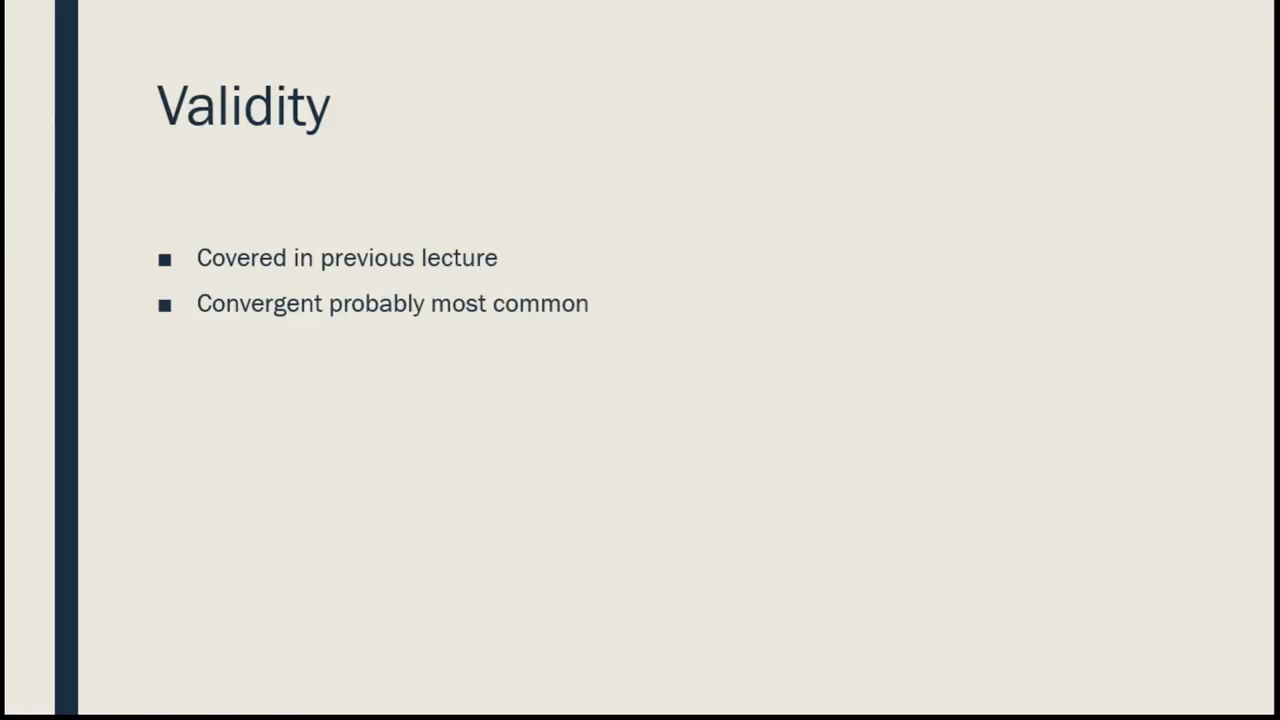 Validity
■ Covered in previous lecture
■ Convergent probably most common